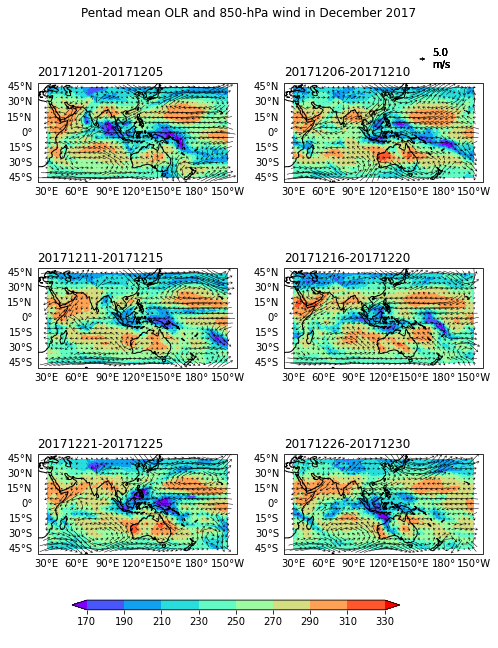 Pentad mean OLR and 850-hPa wind in December 2017
5.0
m/s
20171201-20171205
20171206-20171210
45°N
30°N
15°N
0°
15°S
30°S
45°S
30°E 60°E 90°E 120°E 150°E 180° 150°W
45°N
30°N
15°N
0°
15°S
30°S
45°S
30°E 60°E 90°E 120°E 150°E 180° 150°W
20171211-20171215
20171216-20171220
45°N
30°N
15°N
0°
15°S
30°S
45°S
30°E 60°E 90°E 120°E 150°E 180° 150°W
45°N
30°N
15°N
0°
15°S
30°S
45°S
30°E 60°E 90°E 120°E 150°E 180° 150°W
20171221-20171225
20171226-20171230
45°N
30°N
15°N
0°
15°S
30°S
45°S
30°E 60°E 90°E 120°E 150°E 180° 150°W
45°N
30°N
15°N
0°
15°S
30°S
45°S
30°E 60°E 90°E 120°E 150°E 180° 150°W
170 190 210 230 250 270 290 310 330